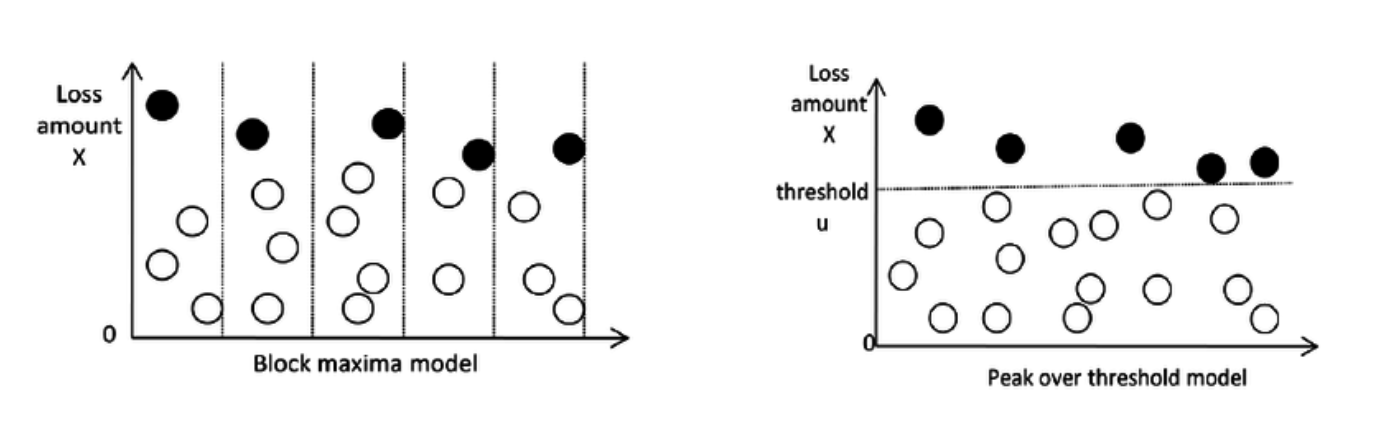 Loss
amount
X
0
Block maxima model
Loss
amount
X
threshold
u
0
Peak over threshold model